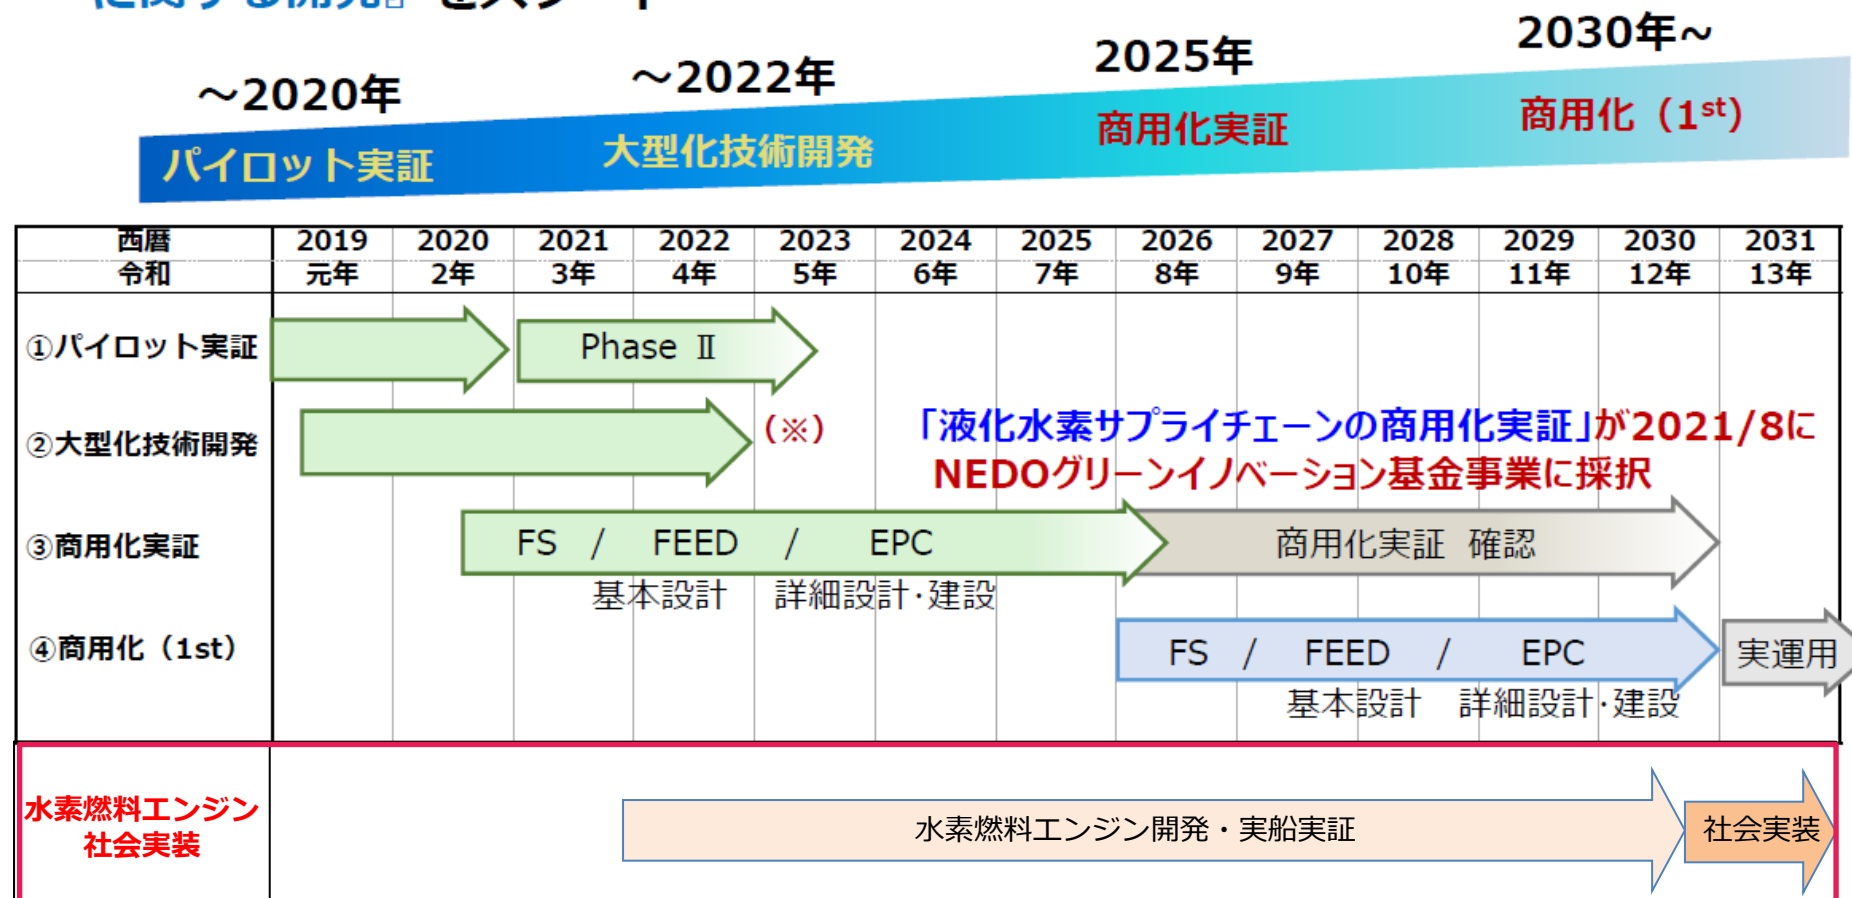 に関する開発』をスタート
～2020年
～2022年
2025年
2030年~
パイロット実証
大型化技術開発
商用化実証
商用化（1st）
西暦 2019 2020 2021 2022 2023 2024 2025 2026 2027 2028 2029 2030 2031
令和 元年 2年 3年 4年 5年 6年 7年 8年 9年 10年 11年 12年 13年
①パイロット実証
Phase Ⅱ
②大型化技術開発
（※）
「液化水素サプライチェーンの商用化実証」が2021/8に
NEDOグリーンイノベーション基金事業に採択
③商用化実証
FS / FEED / EPC
商用化実証 確認
基本設計 詳細設計･建設
④商用化（1st）
FS / FEED / EPC
実運用
基本設計 詳細設計･建設
水素燃料エンジン
社会実装
水素燃料エンジン開発・実船実証
社会実装